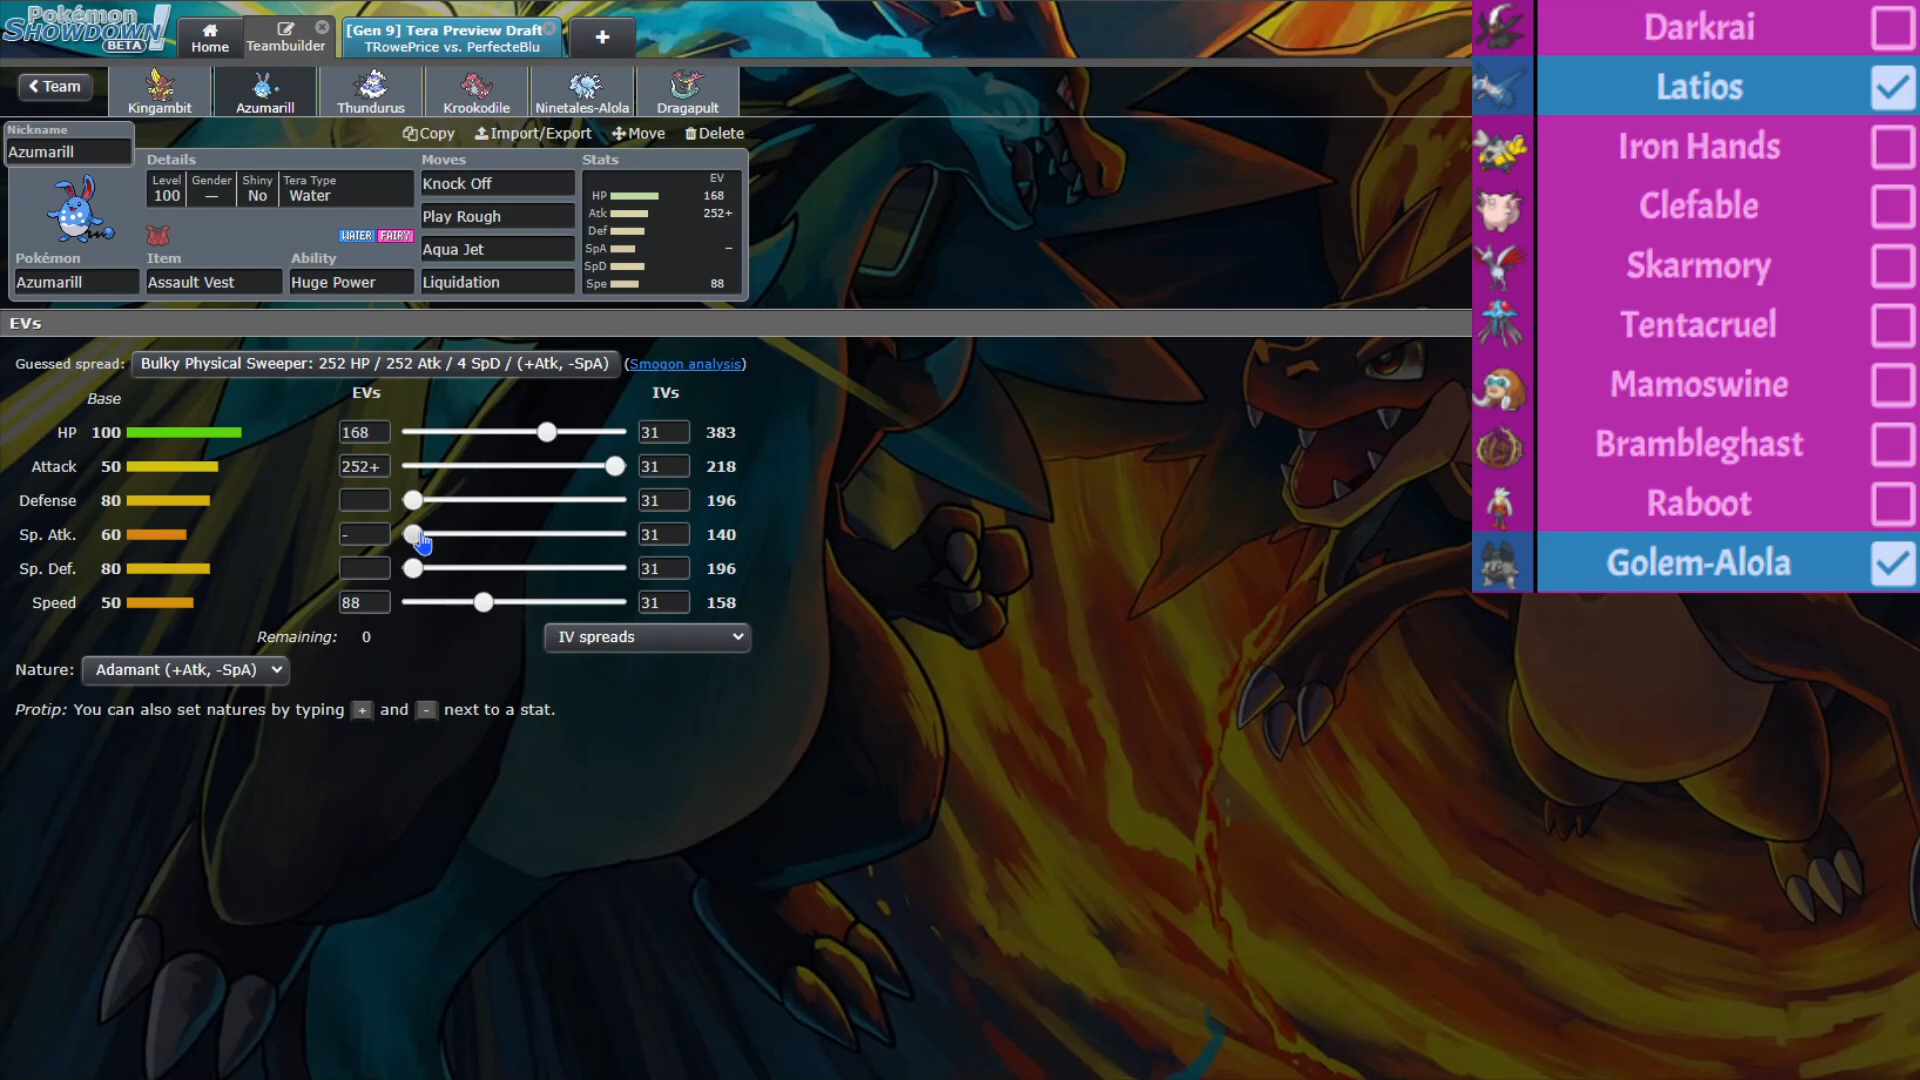 Pokémon
SHOWDOWN!
BETA
Home
Teambuilder
[Gen 9] Tera Preview Draft
TRowePrice vs. PerfecteBlu
+
Team
Kingambit
Azumarill
Thundurus
Krookodile
Ninetales-Alola
Dragapult
Nickname
Azumarill
Copy
Import/Export
Move
Delete
Details
Level
100
Gender
—
Shiny
No
Tera Type
Water
WATER FAIRY
Pokémon
Azumarill
Item
Assault Vest
Ability
Huge Power
Moves
Knock Off
Play Rough
Aqua Jet
Liquidation
Stats
EV
HP 168
Atk 252+
Def
SpA –
SpD
Spe 88
EVs
Guessed spread: Bulky Physical Sweeper: 252 HP / 252 Atk / 4 SpD / (+Atk, -SpA) (Smogon analysis)
Base EVs IVs
HP 100 168 31 383
Attack 50 252+ 31 218
Defense 80 31 196
Sp. Atk. 60 - 31 140
Sp. Def. 80 31 196
Speed 50 88 31 158
Remaining: 0 IV spreads
Nature: Adamant (+Atk, -SpA)
Protip: You can also set natures by typing + and - next to a stat.
Darkrai
Latios
Iron Hands
Clefable
Skarmory
Tentacruel
Mamoswine
Brambleghast
Raboot
Golem-Alola